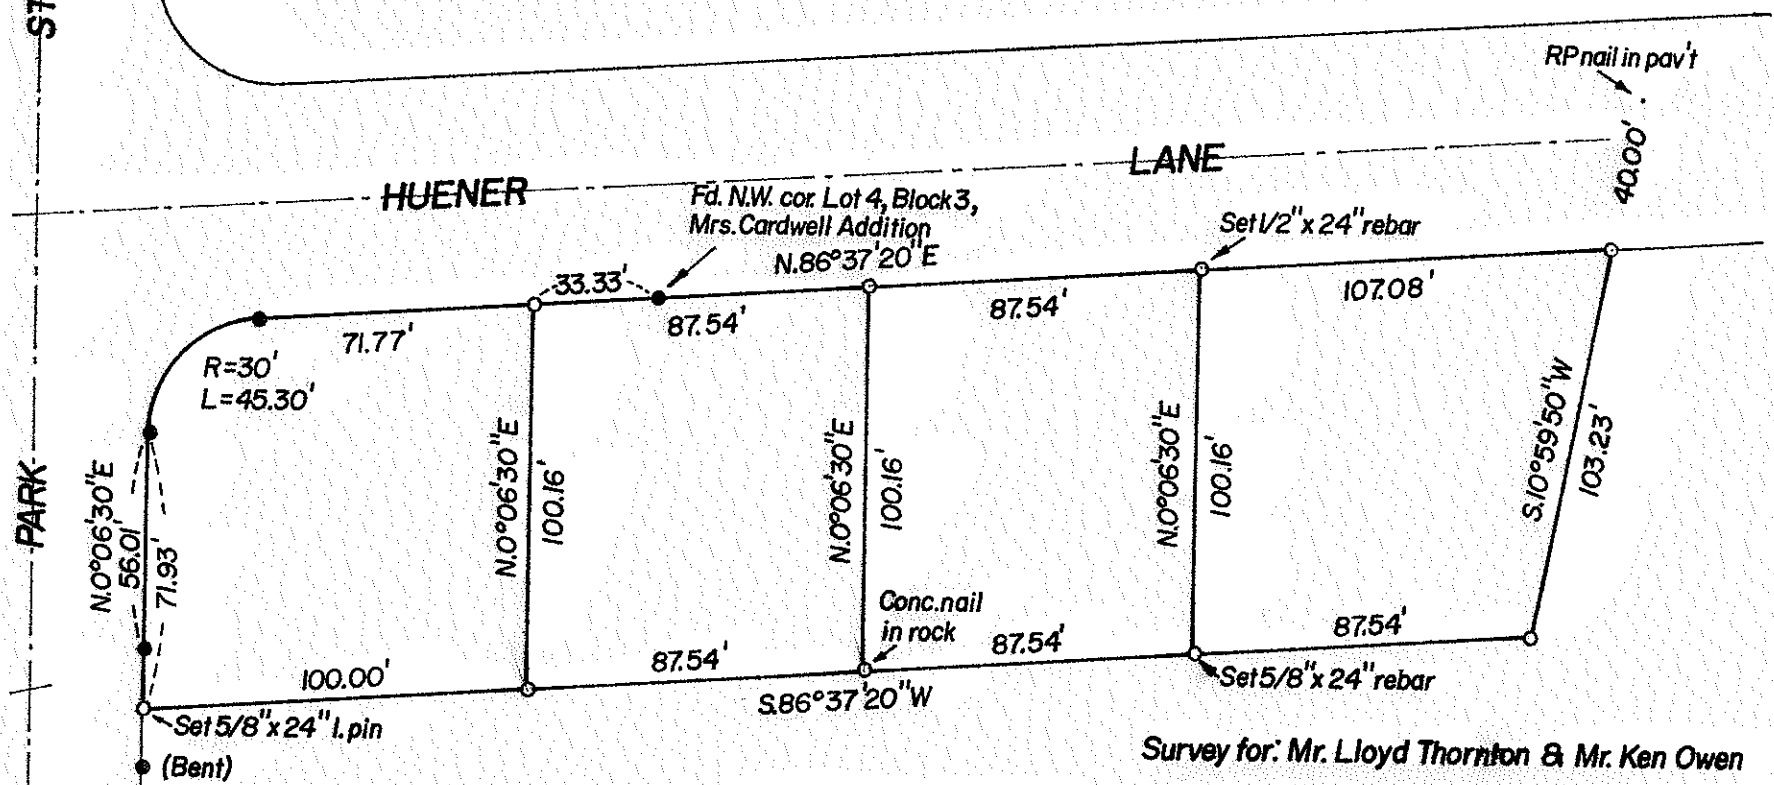 ST
RP nail in pav't
40.00'
HUENER LANE
Fd. N.W. cor. Lot 4, Block 3,
Mrs. Cardwell Addition
N.86°37'20"E
Set 1/2"x 24" rebar
33.33'
71.77'
87.54'
87.54'
107.08'
R=30'
L=45.30'
PARK
N.0°06'30"E
56.01'
71.93'
N.0°06'30"E
100.16'
N.0°06'30"E
100.16'
N.0°06'30"E
100.16'
S.10°59'50"W
103.23'
Conc. nail
in rock
100.00'
87.54'
87.54'
87.54'
S.86°37'20"W
Set 5/8"x 24" I. pin
Set 5/8"x 24" rebar
(Bent)
Survey for: Mr. Lloyd Thornton & Mr. Ken Owen